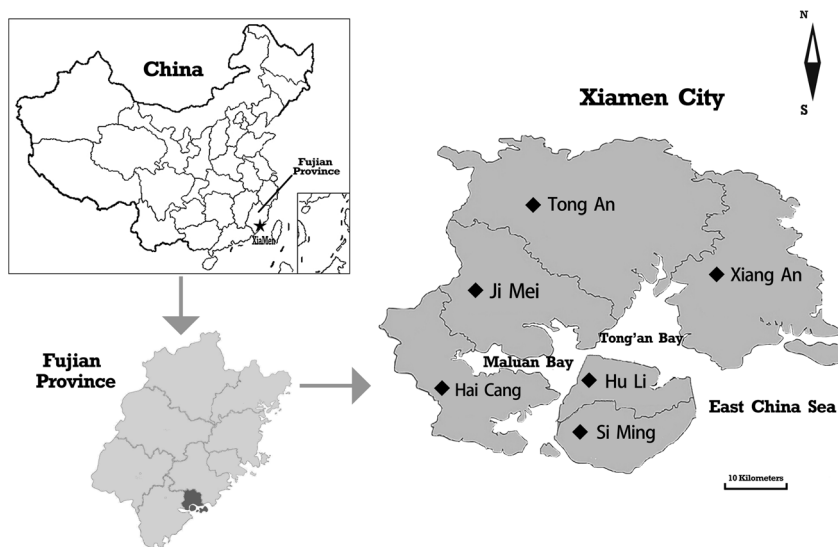 China
Fujian
Province
XiaMen
Fujian
Province
N
S
Xiamen City
Tong An
Xiang An
Ji Mei
Tong'an Bay
Maluan Bay
Hai Cang
Hu Li
Si Ming
East China Sea
10 Kilometers